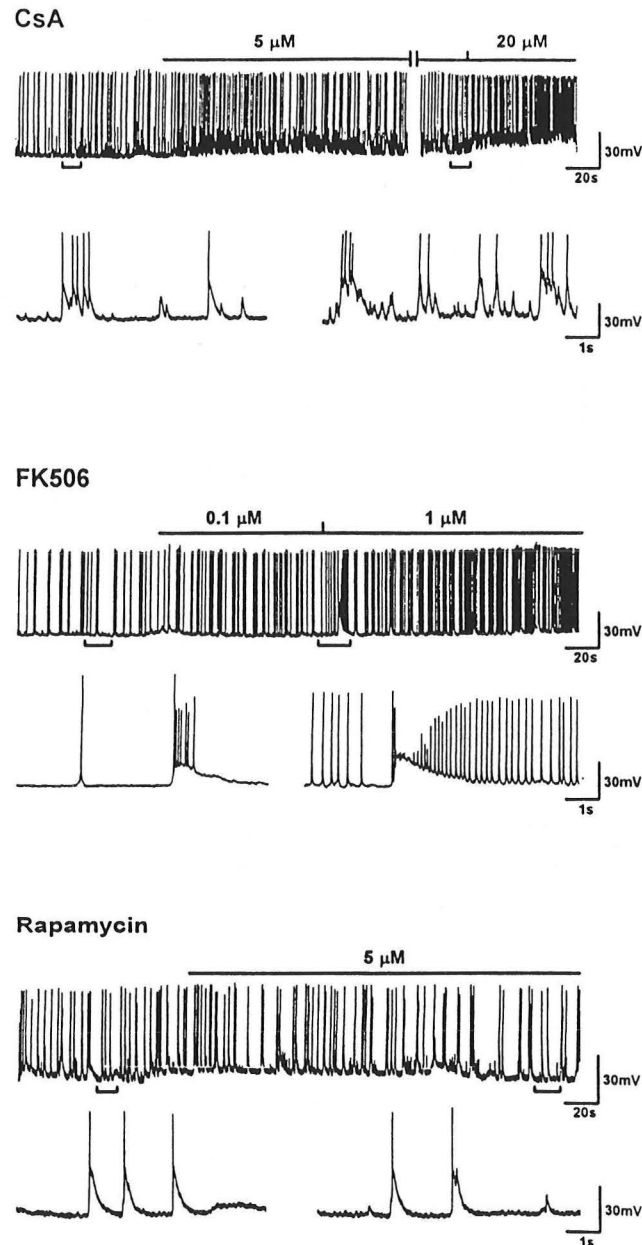 CsA
5 μM 20 μM
30mV
20s
30mV
1s
FK506
0.1 μM 1 μM
30mV
20s
30mV
1s
Rapamycin
5 μM
30mV
20s
30mV
1s